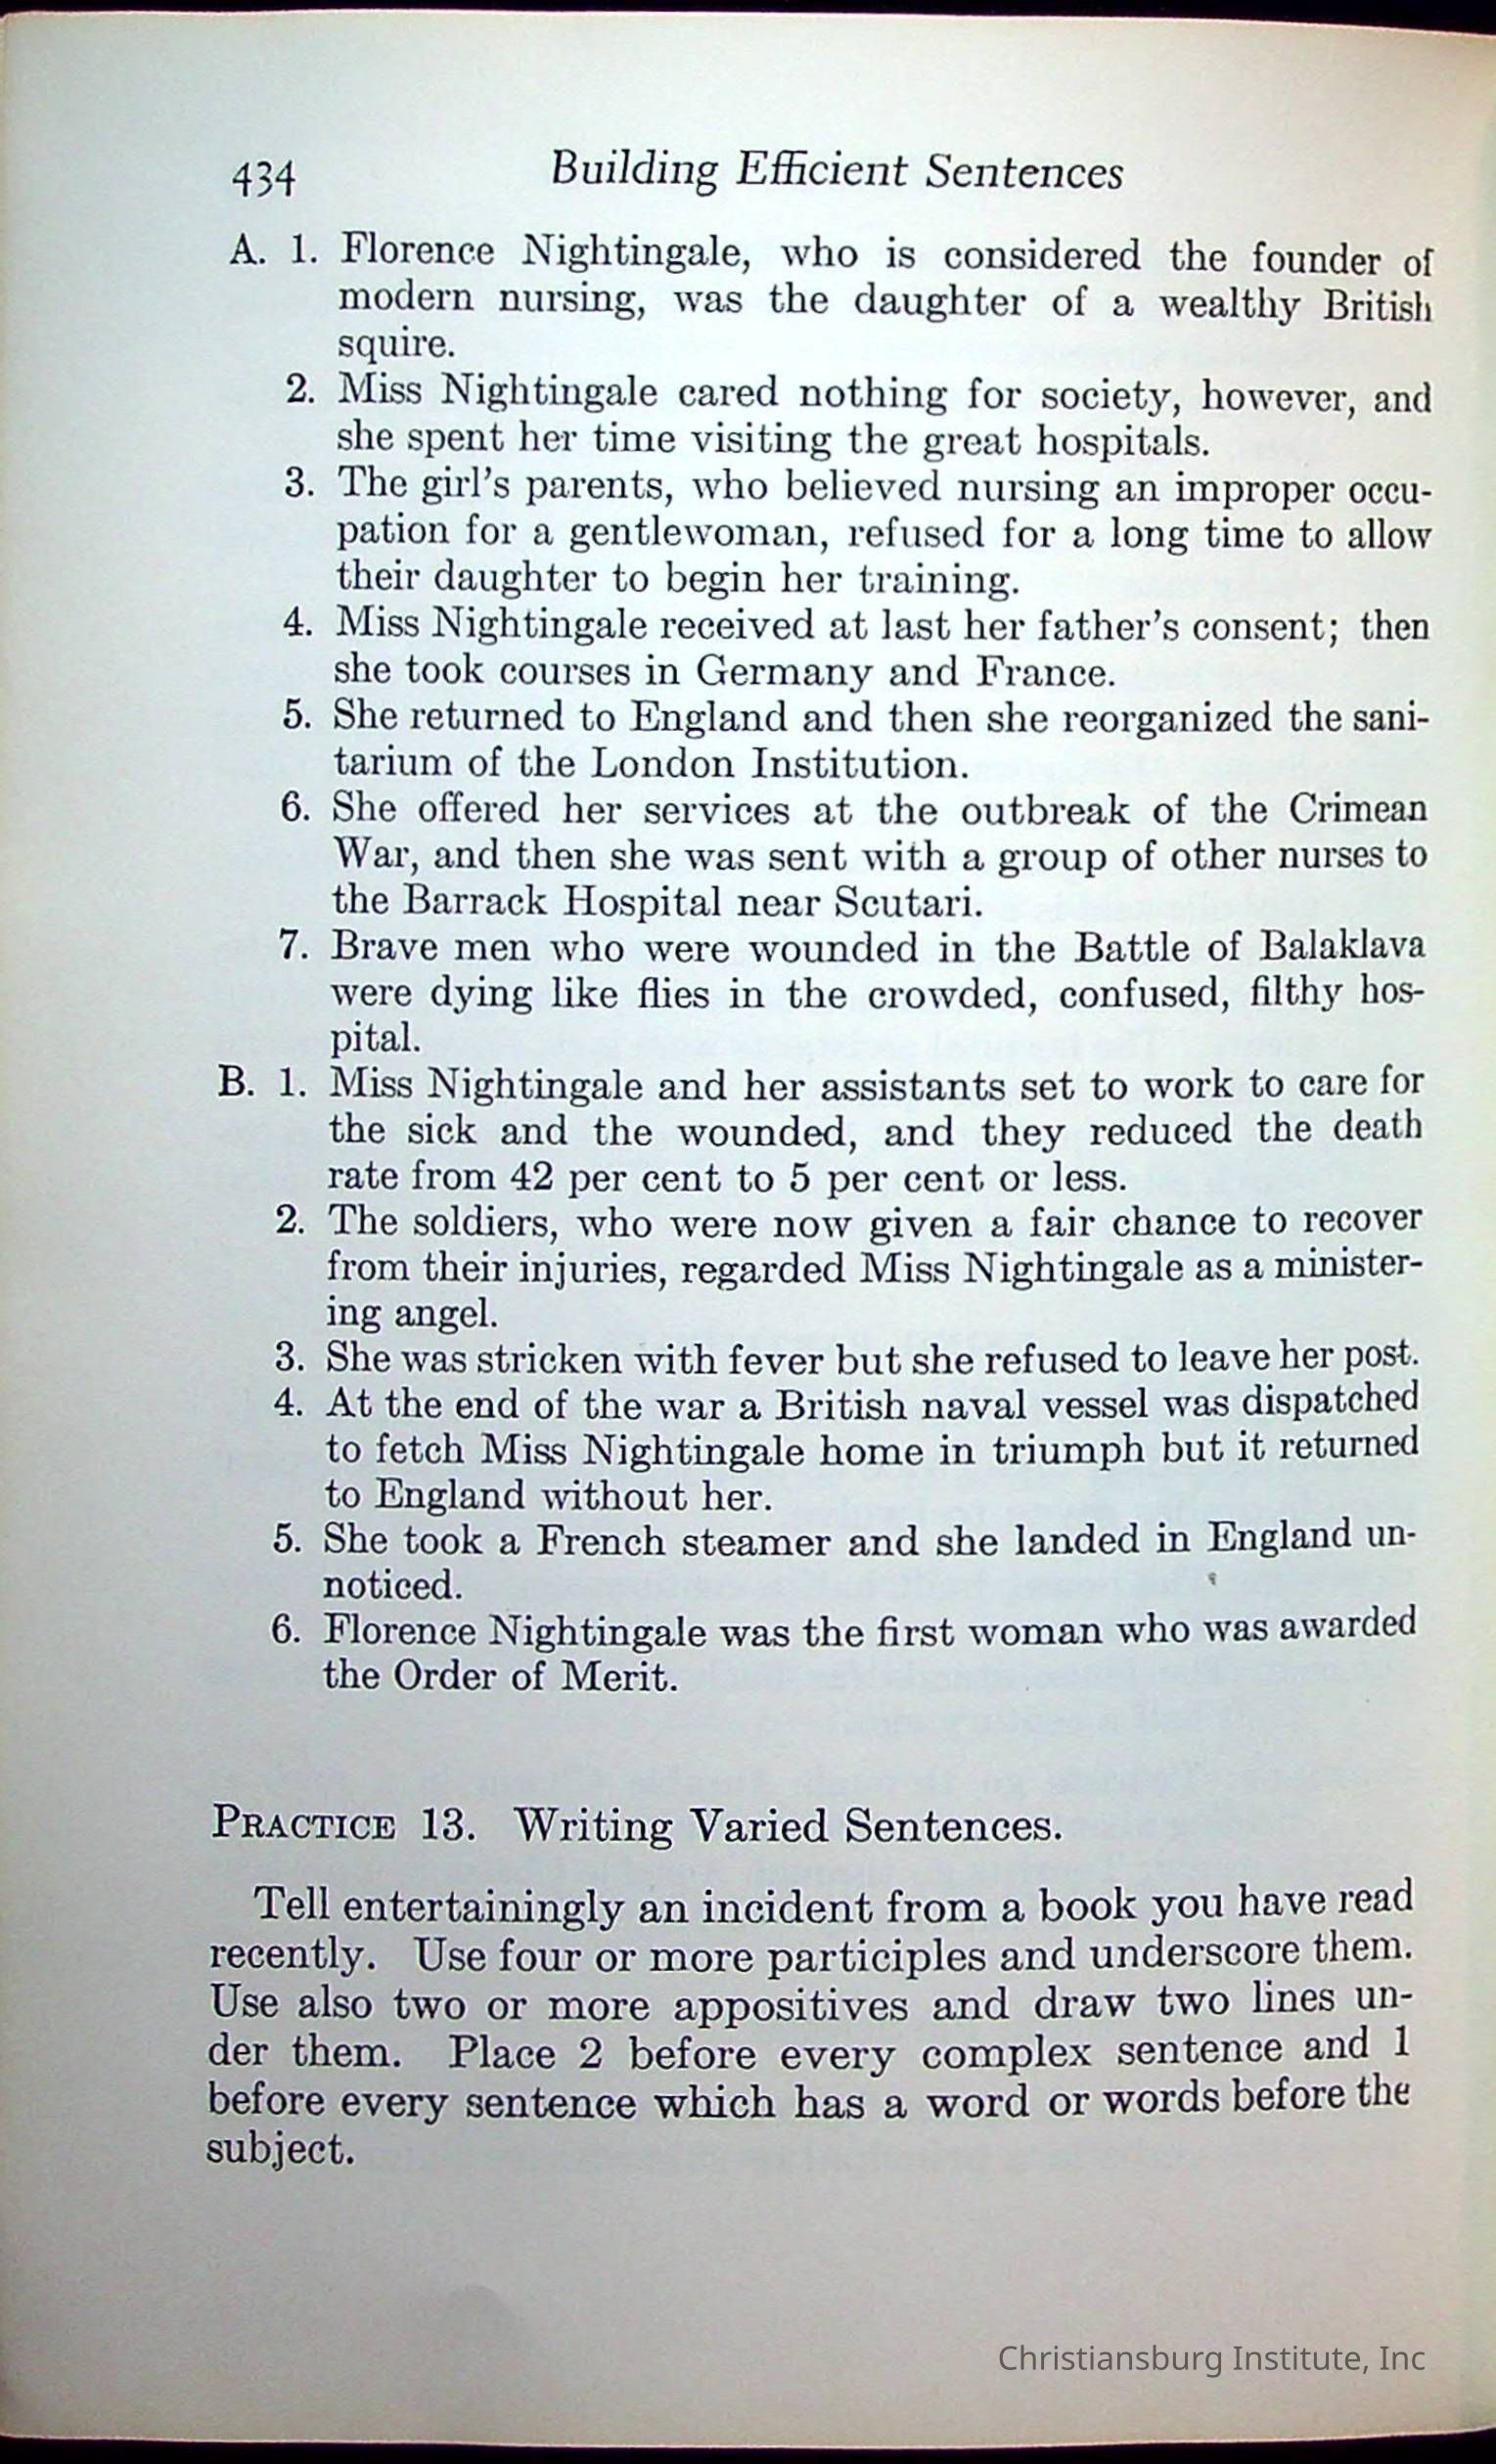 434 Building Efficient Sentences
A. 1. Florence Nightingale, who is considered the founder of
modern nursing, was the daughter of a wealthy British
squire.
2. Miss Nightingale cared nothing for society, however, and
she spent her time visiting the great hospitals.
3. The girl's parents, who believed nursing an improper occu-
pation for a gentlewoman, refused for a long time to allow
their daughter to begin her training.
4. Miss Nightingale received at last her father's consent; then
she took courses in Germany and France.
5. She returned to England and then she reorganized the sani-
tarium of the London Institution.
6. She offered her services at the outbreak of the Crimean
War, and then she was sent with a group of other nurses to
the Barrack Hospital near Scutari.
7. Brave men who were wounded in the Battle of Balaklava
were dying like flies in the crowded, confused, filthy hos-
pital.
B. 1. Miss Nightingale and her assistants set to work to care for
the sick and the wounded, and they reduced the death
rate from 42 per cent to 5 per cent or less.
2. The soldiers, who were now given a fair chance to recover
from their injuries, regarded Miss Nightingale as a minister-
ing angel.
3. She was stricken with fever but she refused to leave her post.
4. At the end of the war a British naval vessel was dispatched
to fetch Miss Nightingale home in triumph but it returned
to England without her.
5. She took a French steamer and she landed in England un-
noticed.
6. Florence Nightingale was the first woman who was awarded
the Order of Merit.
PRACTICE 13. Writing Varied Sentences.
Tell entertainingly an incident from a book you have read
recently. Use four or more participles and underscore them.
Use also two or more appositives and draw two lines un-
der them. Place 2 before every complex sentence and 1
before every sentence which has a word or words before the
subject.
Christiansburg Institute, Inc